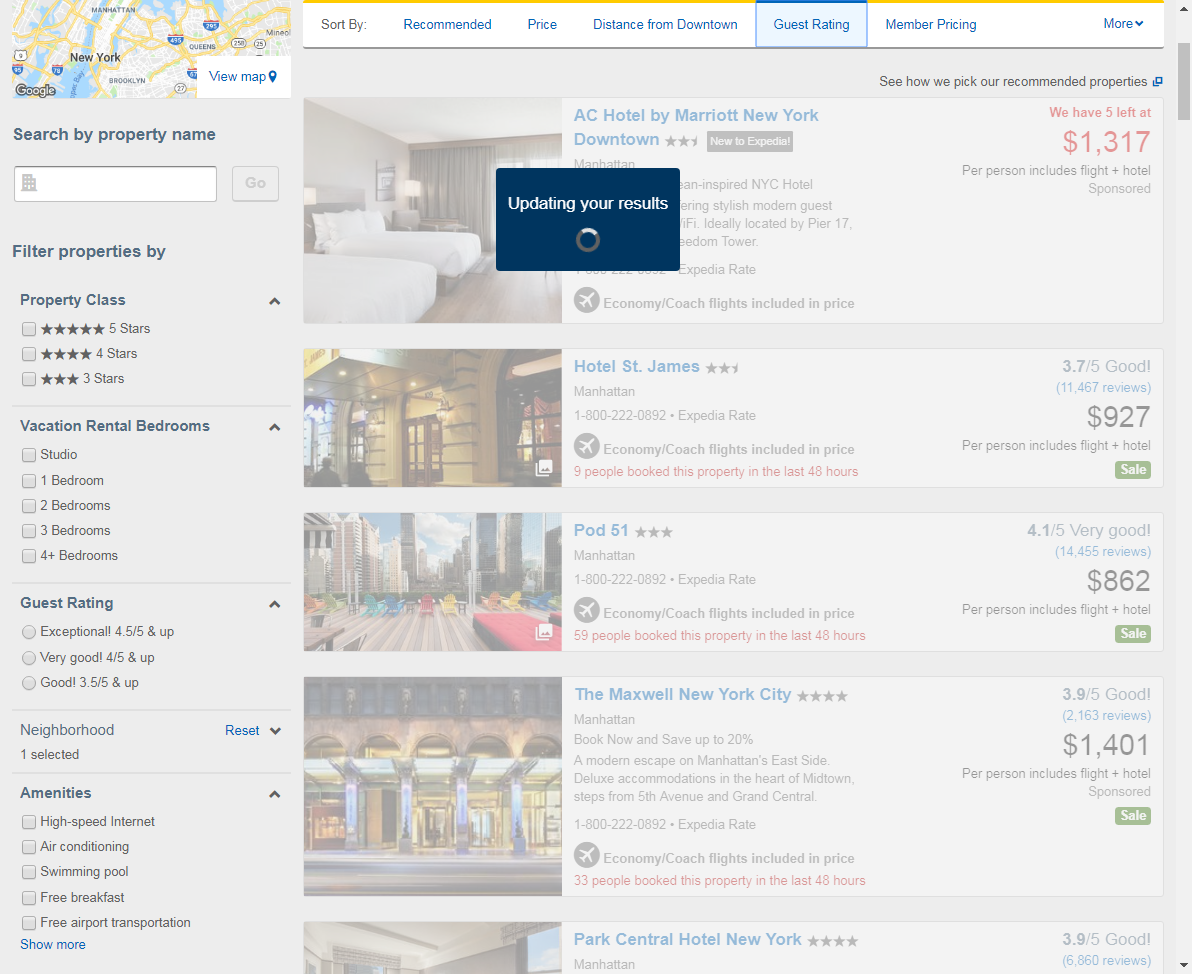 MANHATTAN
495
295
495
258
25
Mineol
QUEENS
9
New York
95
78
678
BROOKLYN
27
Google
View map
Search by property name
Go
Filter properties by
Property Class
5 Stars
4 Stars
3 Stars
Vacation Rental Bedrooms
Studio
1 Bedroom
2 Bedrooms
3 Bedrooms
4+ Bedrooms
Guest Rating
Exceptional! 4.5/5 & up
Very good! 4/5 & up
Good! 3.5/5 & up
Neighborhood
Reset
1 selected
Amenities
High-speed Internet
Air conditioning
Swimming pool
Free breakfast
Free airport transportation
Show more
Sort By:
Recommended
Price
Distance from Downtown
Guest Rating
Member Pricing
More
See how we pick our recommended properties
AC Hotel by Marriott New York
Downtown
New to Expedia!
Manhattan
ean-inspired NYC Hotel
ering stylish modern guest
iFi. Ideally located by Pier 17,
eedom Tower.
1-800-222-0892 • Expedia Rate
Economy/Coach flights included in price
We have 5 left at
$1,317
Per person includes flight + hotel
Sponsored
Updating your results
Hotel St. James
Manhattan
1-800-222-0892 • Expedia Rate
Economy/Coach flights included in price
9 people booked this property in the last 48 hours
3.7/5 Good!
(11,467 reviews)
$927
Per person includes flight + hotel
Sale
Pod 51
Manhattan
1-800-222-0892 • Expedia Rate
Economy/Coach flights included in price
59 people booked this property in the last 48 hours
4.1/5 Very good!
(14,455 reviews)
$862
Per person includes flight + hotel
Sale
The Maxwell New York City
Manhattan
Book Now and Save up to 20%
A modern escape on Manhattan's East Side.
Deluxe accommodations in the heart of Midtown,
steps from 5th Avenue and Grand Central.
1-800-222-0892 • Expedia Rate
Economy/Coach flights included in price
33 people booked this property in the last 48 hours
3.9/5 Good!
(2,163 reviews)
$1,401
Per person includes flight + hotel
Sponsored
Sale
Park Central Hotel New York
Manhattan
3.9/5 Good!
(6,860 reviews)